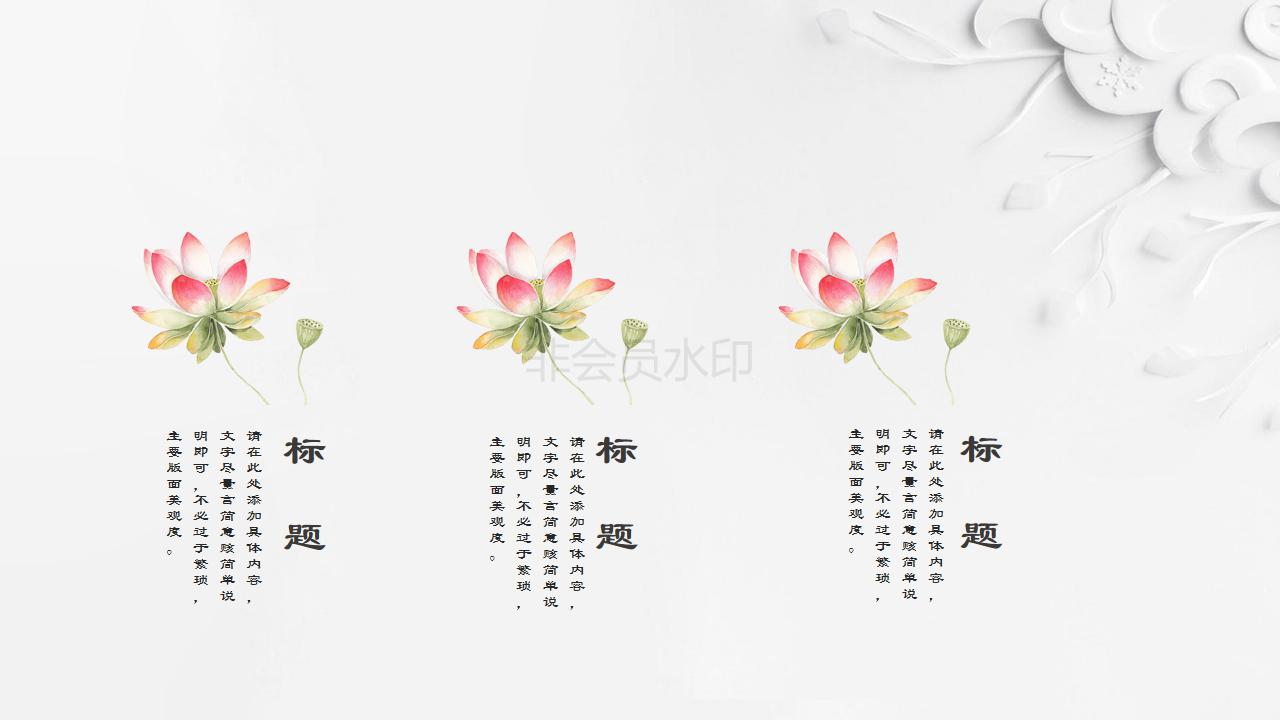 标题
请在此处添加具体内容，
文字尽量言简意赅简单说
明即可，不必过于繁琐，
主要版面美观度。
标题
请在此处添加具体内容，
文字尽量言简意赅简单说
明即可，不必过于繁琐，
主要版面美观度。
标题
请在此处添加具体内容，
文字尽量言简意赅简单说
明即可，不必过于繁琐，
主要版面美观度。
非会员水印